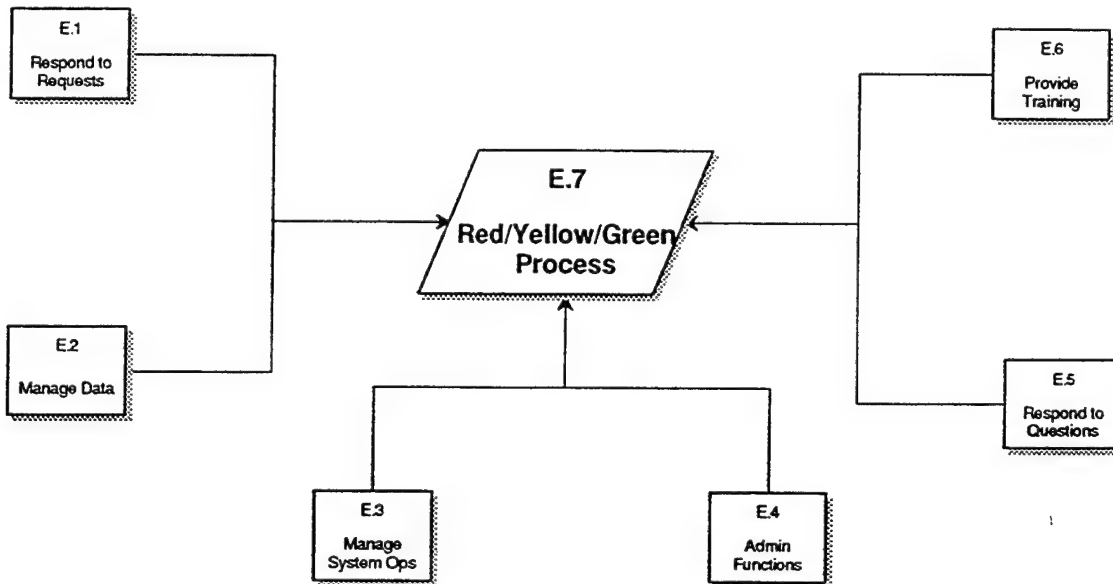 E.1
Respond to
Requests
E.6
Provide
Training
E.7
Red/Yellow/Green
Process
E.2
Manage Data
E.5
Respond to
Questions
E.3
Manage
System Ops
E.4
Admin
Functions